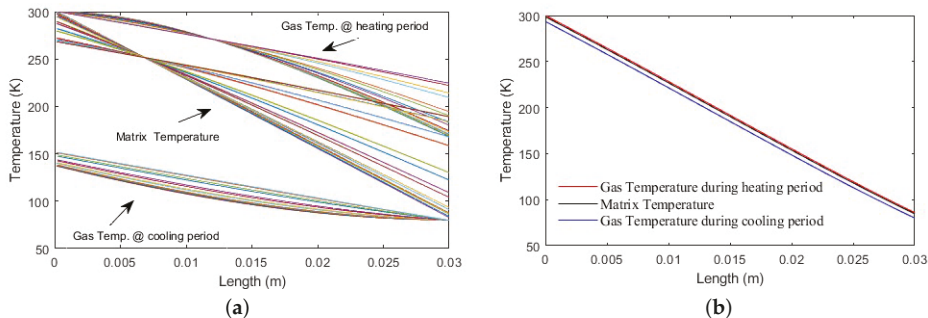 300
250
200
150
100
50
Temperature (K)
Gas Temp. @ heating period
Matrix Temperature
Gas Temp. @ cooling period
0
0.005
0.01
0.015
0.02
0.025
0.03
Length (m)
(a)
300
250
200
150
100
50
Temperature (K)
Gas Temperature during heating period
Matrix Temperature
Gas Temperature during cooling period
0
0.005
0.01
0.015
0.02
0.025
0.03
Length (m)
(b)